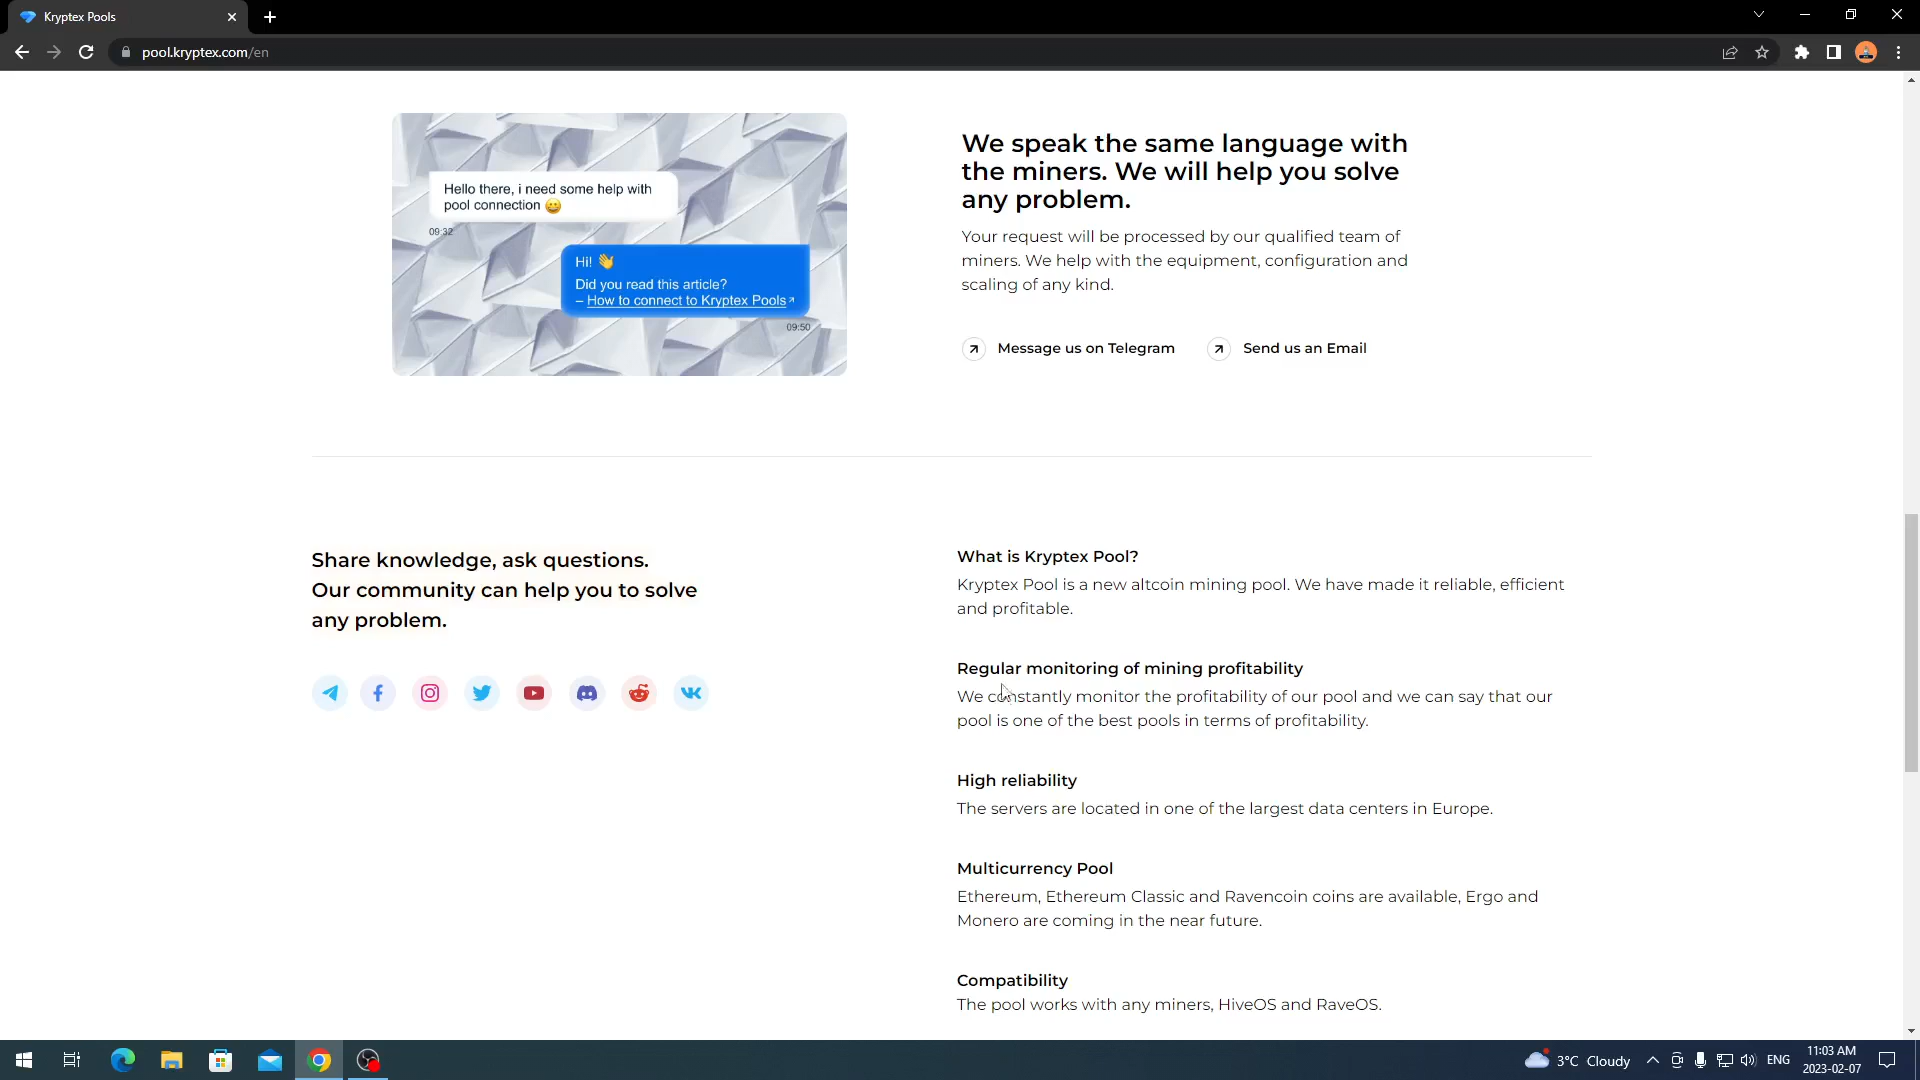 Kryptex Pools
pool.kryptex.com/en
Hello there, i need some help with
pool connection 😀
09:32
Hi! 👋
Did you read this article?
– How to connect to Kryptex Pools↗
09:50
We speak the same language with
the miners. We will help you solve
any problem.
Your request will be processed by our qualified team of
miners. We help with the equipment, configuration and
scaling of any kind.
Message us on Telegram
Send us an Email
Share knowledge, ask questions.
Our community can help you to solve
any problem.
What is Kryptex Pool?
Kryptex Pool is a new altcoin mining pool. We have made it reliable, efficient
and profitable.
Regular monitoring of mining profitability
We constantly monitor the profitability of our pool and we can say that our
pool is one of the best pools in terms of profitability.
High reliability
The servers are located in one of the largest data centers in Europe.
Multicurrency Pool
Ethereum, Ethereum Classic and Ravencoin coins are available, Ergo and
Monero are coming in the near future.
Compatibility
The pool works with any miners, HiveOS and RaveOS.
3°C Cloudy
ENG
11:03 AM
2023-02-07